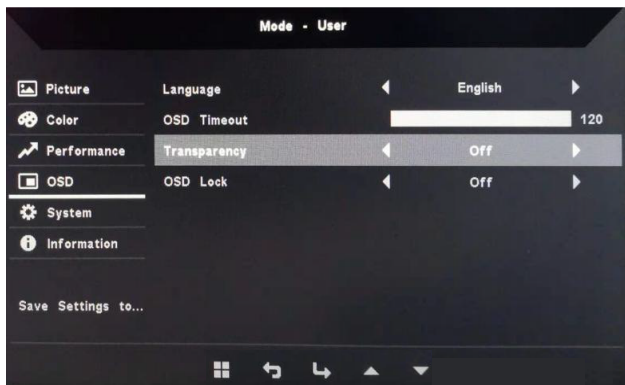 Mode - User
Picture
Language English
Color
OSD Timeout 120
Performance
Transparency Off
OSD
OSD Lock Off
System
Information
Save Settings to...